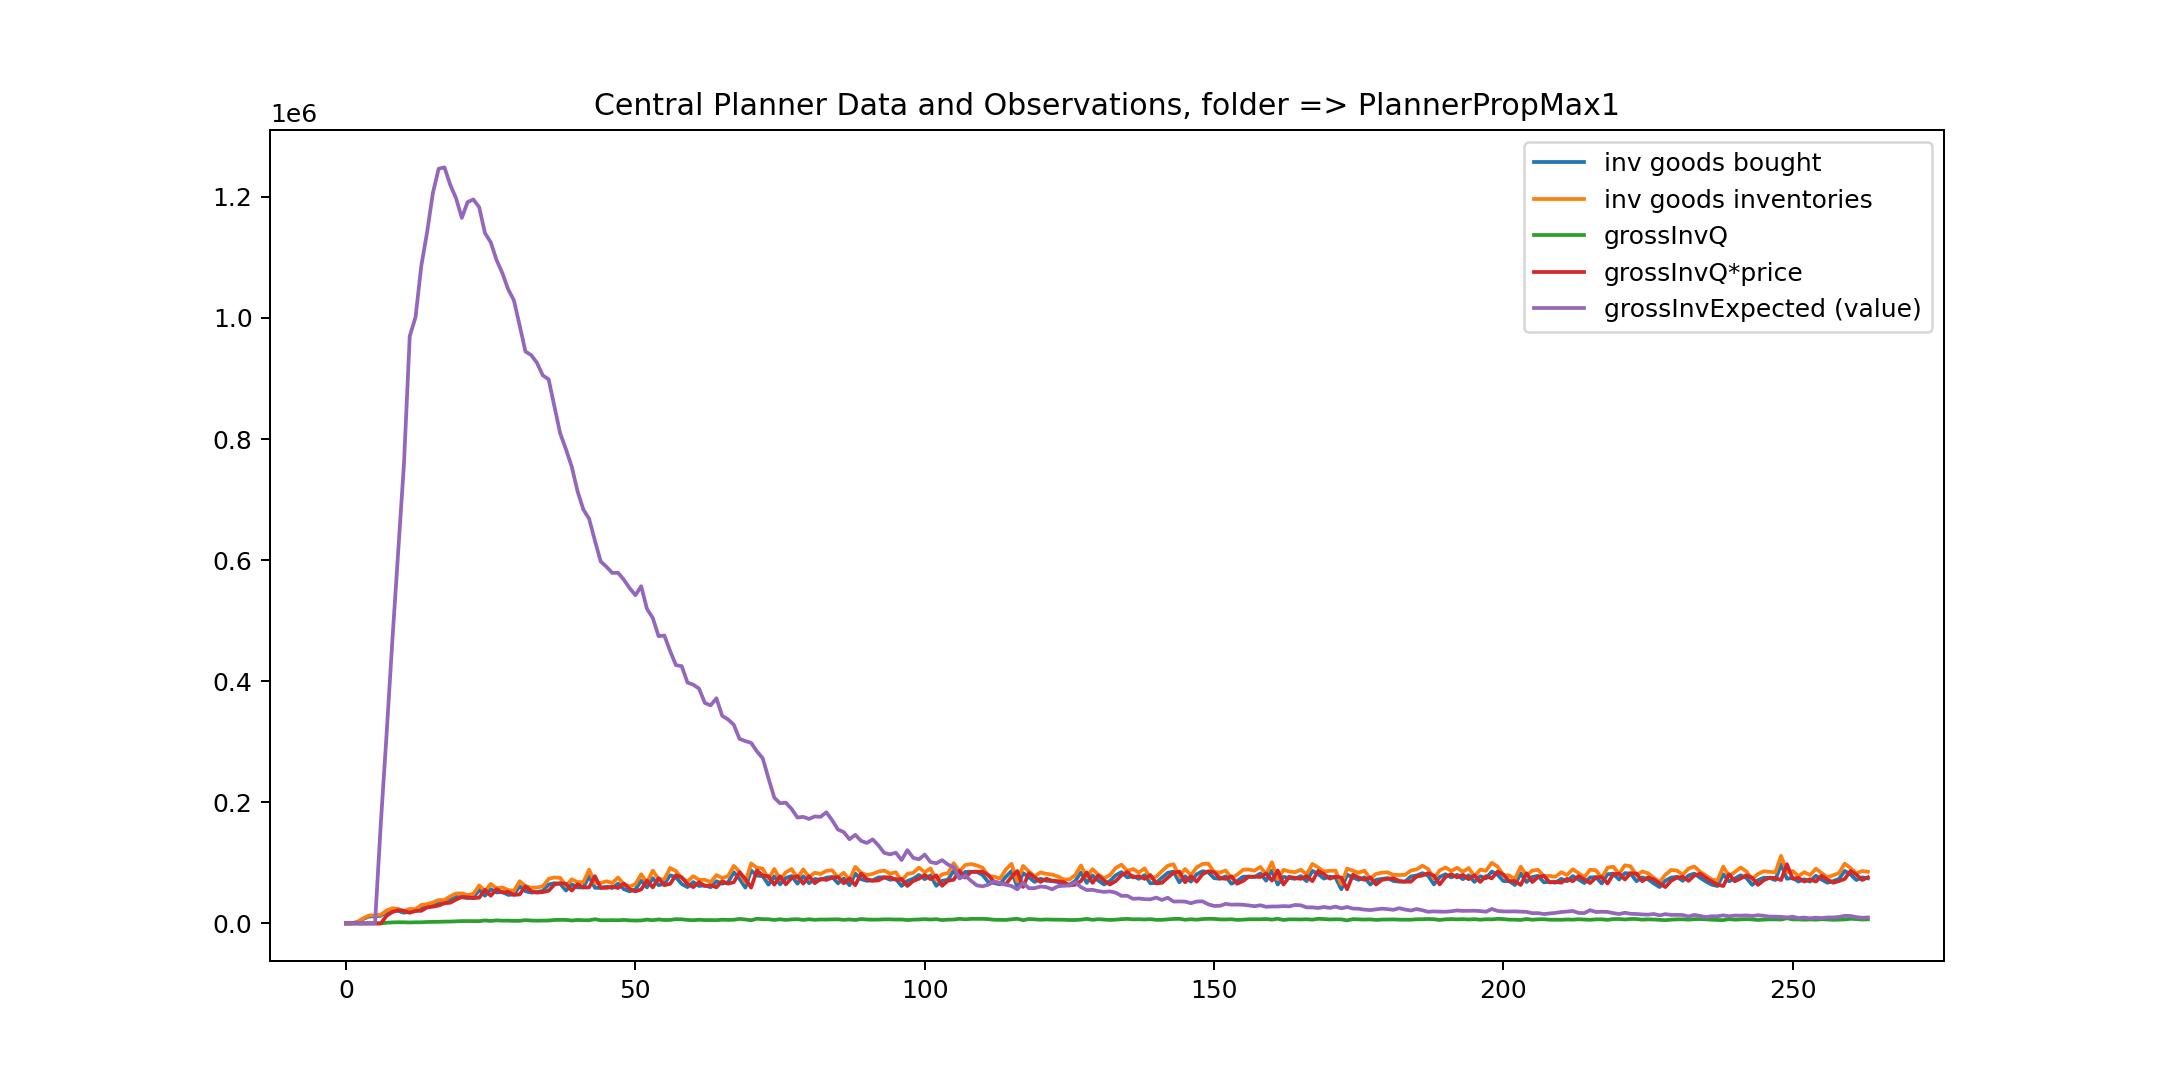 Central Planner Data and Observations, folder => PlannerPropMax1
1e6
inv goods bought
inv goods inventories
grossInvQ
grossInvQ*price
grossInvExpected (value)
1.2
1.0
0.8
0.6
0.4
0.2
0.0
0 50 100 150 200 250